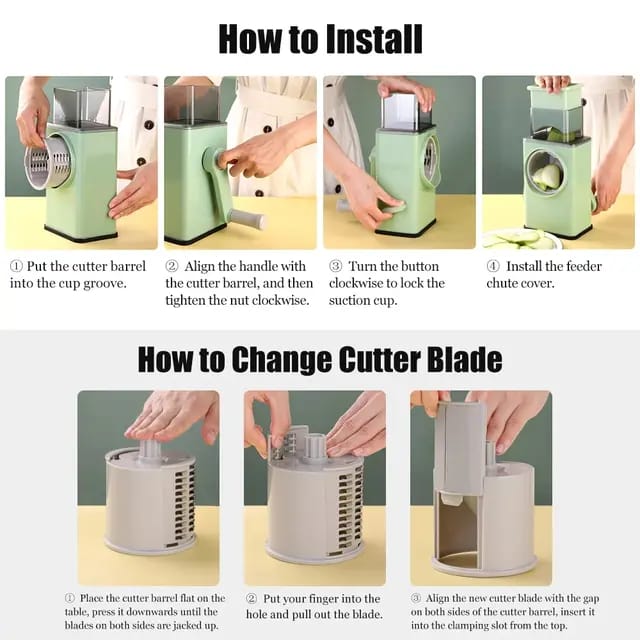 How to Install
① Put the cutter barrel
into the cup groove.
② Align the handle with
the cutter barrel, and then
tighten the nut clockwise.
③ Turn the button
clockwise to lock the
suction cup.
④ Install the feeder
chute cover.
How to Change Cutter Blade
① Place the cutter barrel flat on the
table, press it downwards until the
blades on both sides are jacked up.
② Put your finger into the
hole and pull out the blade.
③ Align the new cutter blade with the gap
on both sides of the cutter barrel, insert it
into the clamping slot from the top.